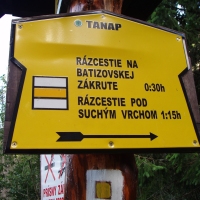 TANAP
RÁZCESTIE NA
BATIZOVSKEJ
ZÁKRUTE 0:30h
RÁZCESTIE POD
SUCHÝM VRCHOM 1:15h